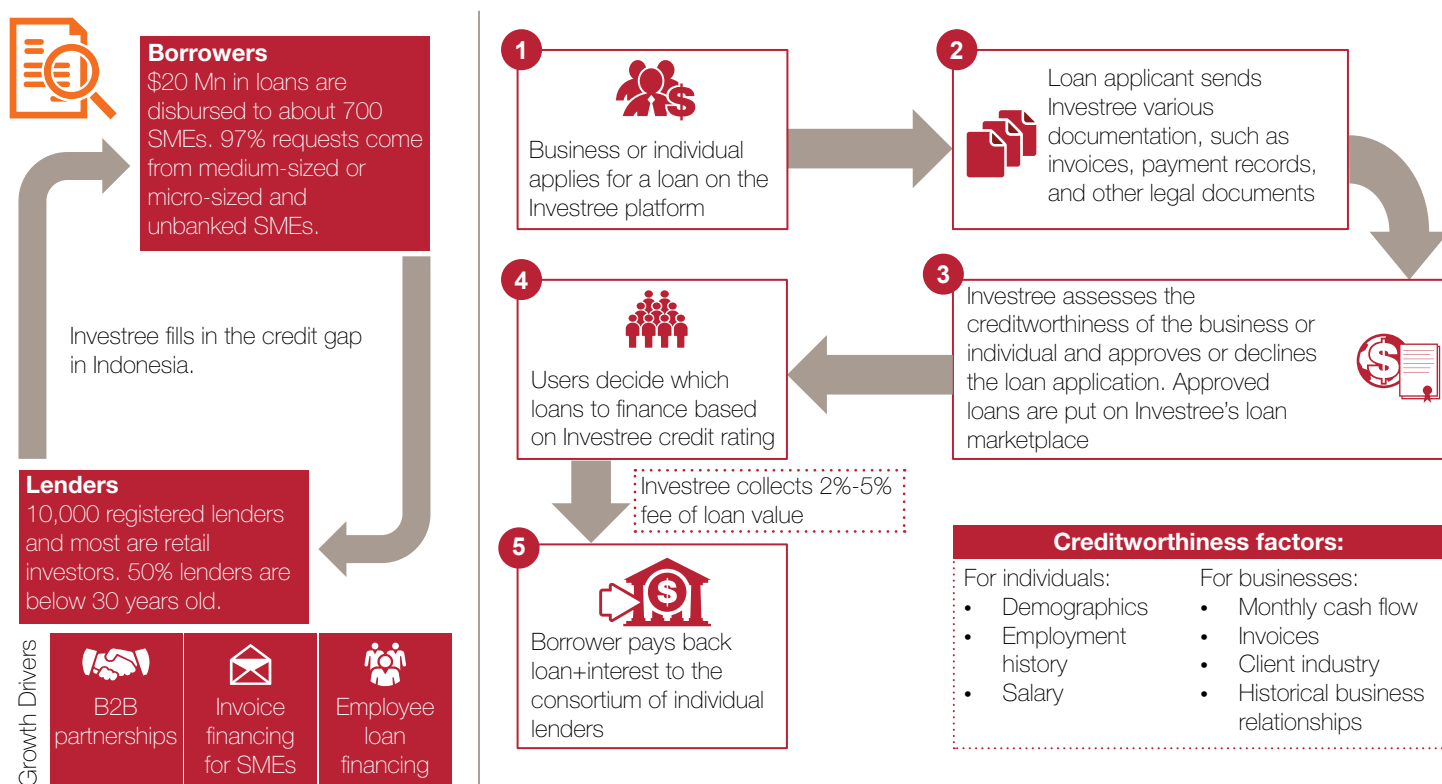 Borrowers
$20 Mn in loans are
disbursed to about 700
SMEs. 97% requests come
from medium-sized or
micro-sized and
unbanked SMEs.
Investree fills in the credit gap
in Indonesia.
Lenders
10,000 registered lenders
and most are retail
investors. 50% lenders are
below 30 years old.
Growth Drivers
B2B
partnerships
Invoice
financing
for SMEs
Employee
loan
financing
1
Business or individual
applies for a loan on the
Investree platform
2
Loan applicant sends
Investree various
documentation, such as
invoices, payment records,
and other legal documents
3
Investree assesses the
creditworthiness of the business or
individual and approves or declines
the loan application. Approved
loans are put on Investree's loan
marketplace
4
Users decide which
loans to finance based
on Investree credit rating
Investree collects 2%-5%
fee of loan value
5
Borrower pays back
loan+interest to the
consortium of individual
lenders
Creditworthiness factors:
For individuals:
• Demographics
• Employment
history
• Salary
For businesses:
• Monthly cash flow
• Invoices
• Client industry
• Historical business
relationships